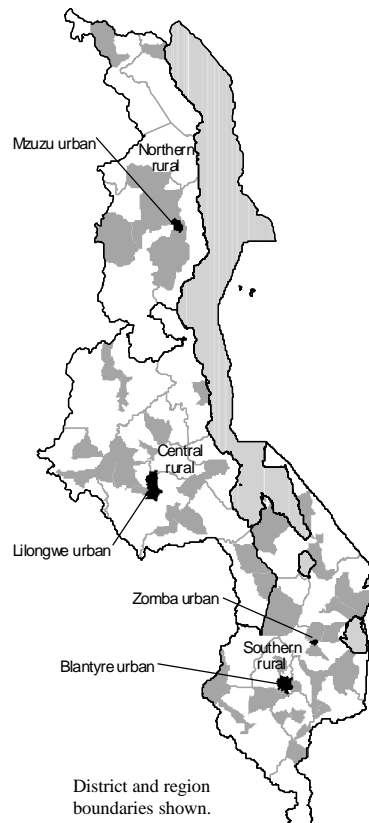 Mzuzu urban
Northern
rural
Central
rural
Lilongwe urban
Zomba urban
Southern
rural
Blantyre urban
District and region
boundaries shown.